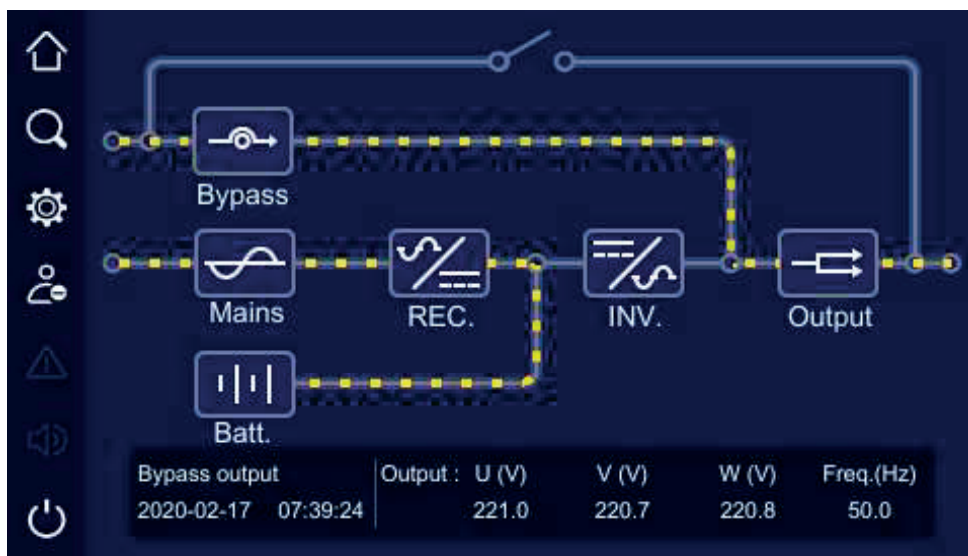 Bypass
Mains
REC.
INV.
Output
Batt.
Bypass output
Output : U (V) V (V) W (V) Freq.(Hz)
2020-02-17 07:39:24
221.0 220.7 220.8 50.0